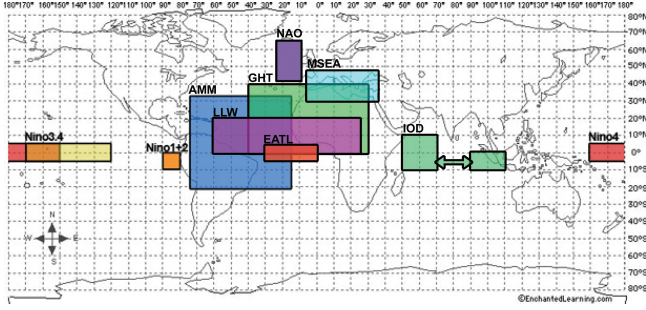 180°170°160°150°140°130°120°110°100°90° 80° 70° 60° 50° 40° 30° 20° 10° 0° 10° 20° 30° 40° 50° 60° 70° 80° 90° 100°110°120°130°140°150°160°170°180°
80°N
NAO
70°N
60°N
MSEA
50°N
GHT
40°N
AMM
30°N
LLW
20°N
IOD
10°N
Nino3.4
EATL
Nino4
Nino1+2
0°
10°S
20°S
30°S
40°S
N
W E
50°S
S
60°S
70°S
80°S
©EnchantedLearning.com